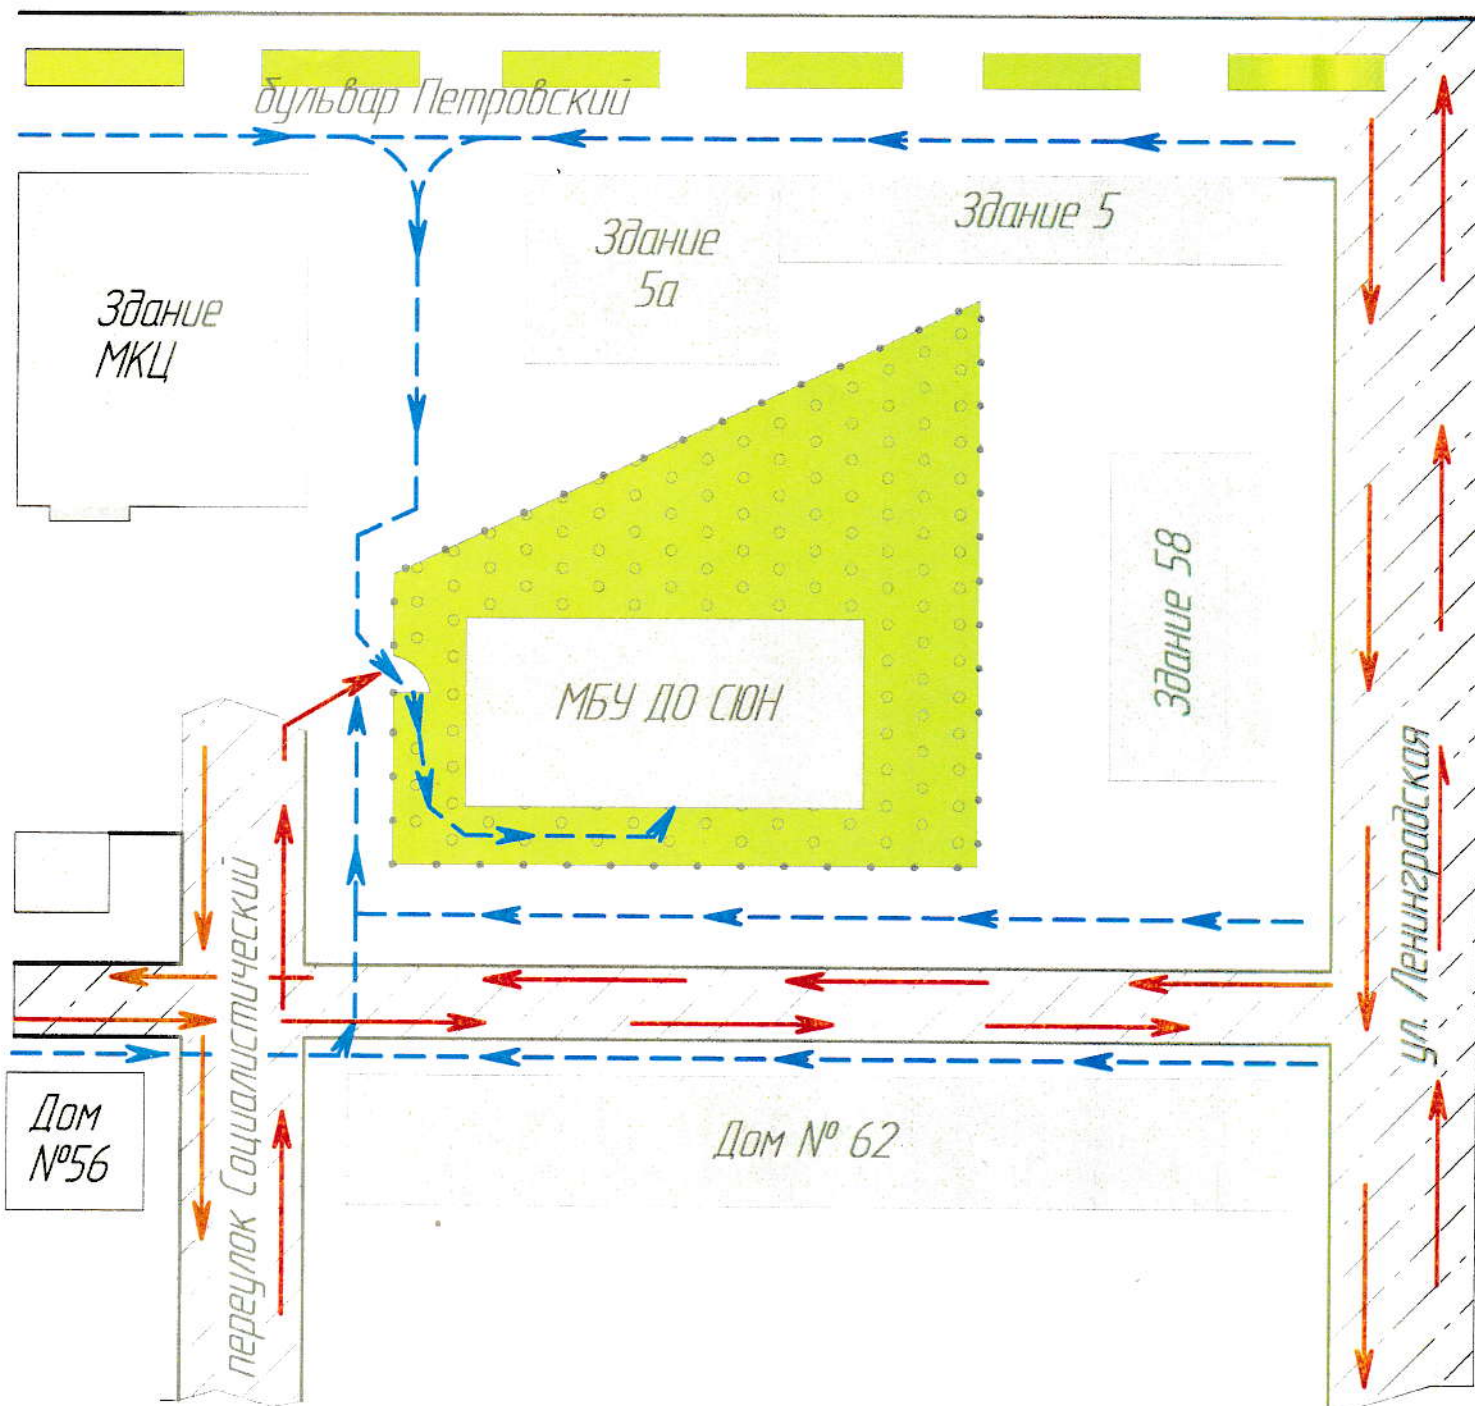 бульвар Петровский
Здание 5
Здание
5а
Здание
МКЦ
Здание 58
МБУ ДО СЮН
ул. Ленинградская
переулок Социалистический
Дом
№56
Дом № 62